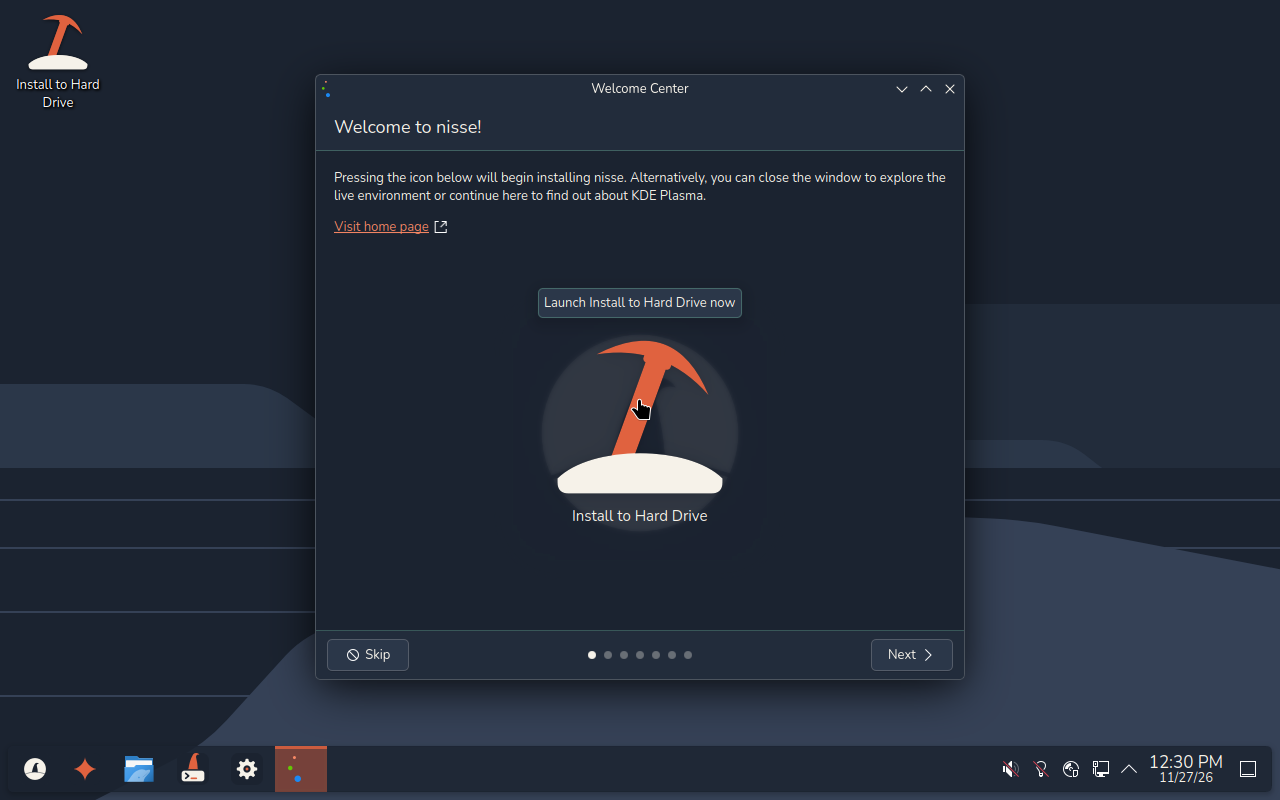 Install to Hard
Drive
Welcome Center
Welcome to nisse!
Pressing the icon below will begin installing nisse. Alternatively, you can close the window to explore the
live environment or continue here to find out about KDE Plasma.
Visit home page
Launch Install to Hard Drive now
Install to Hard Drive
Skip
Next
12:30 PM
11/27/26